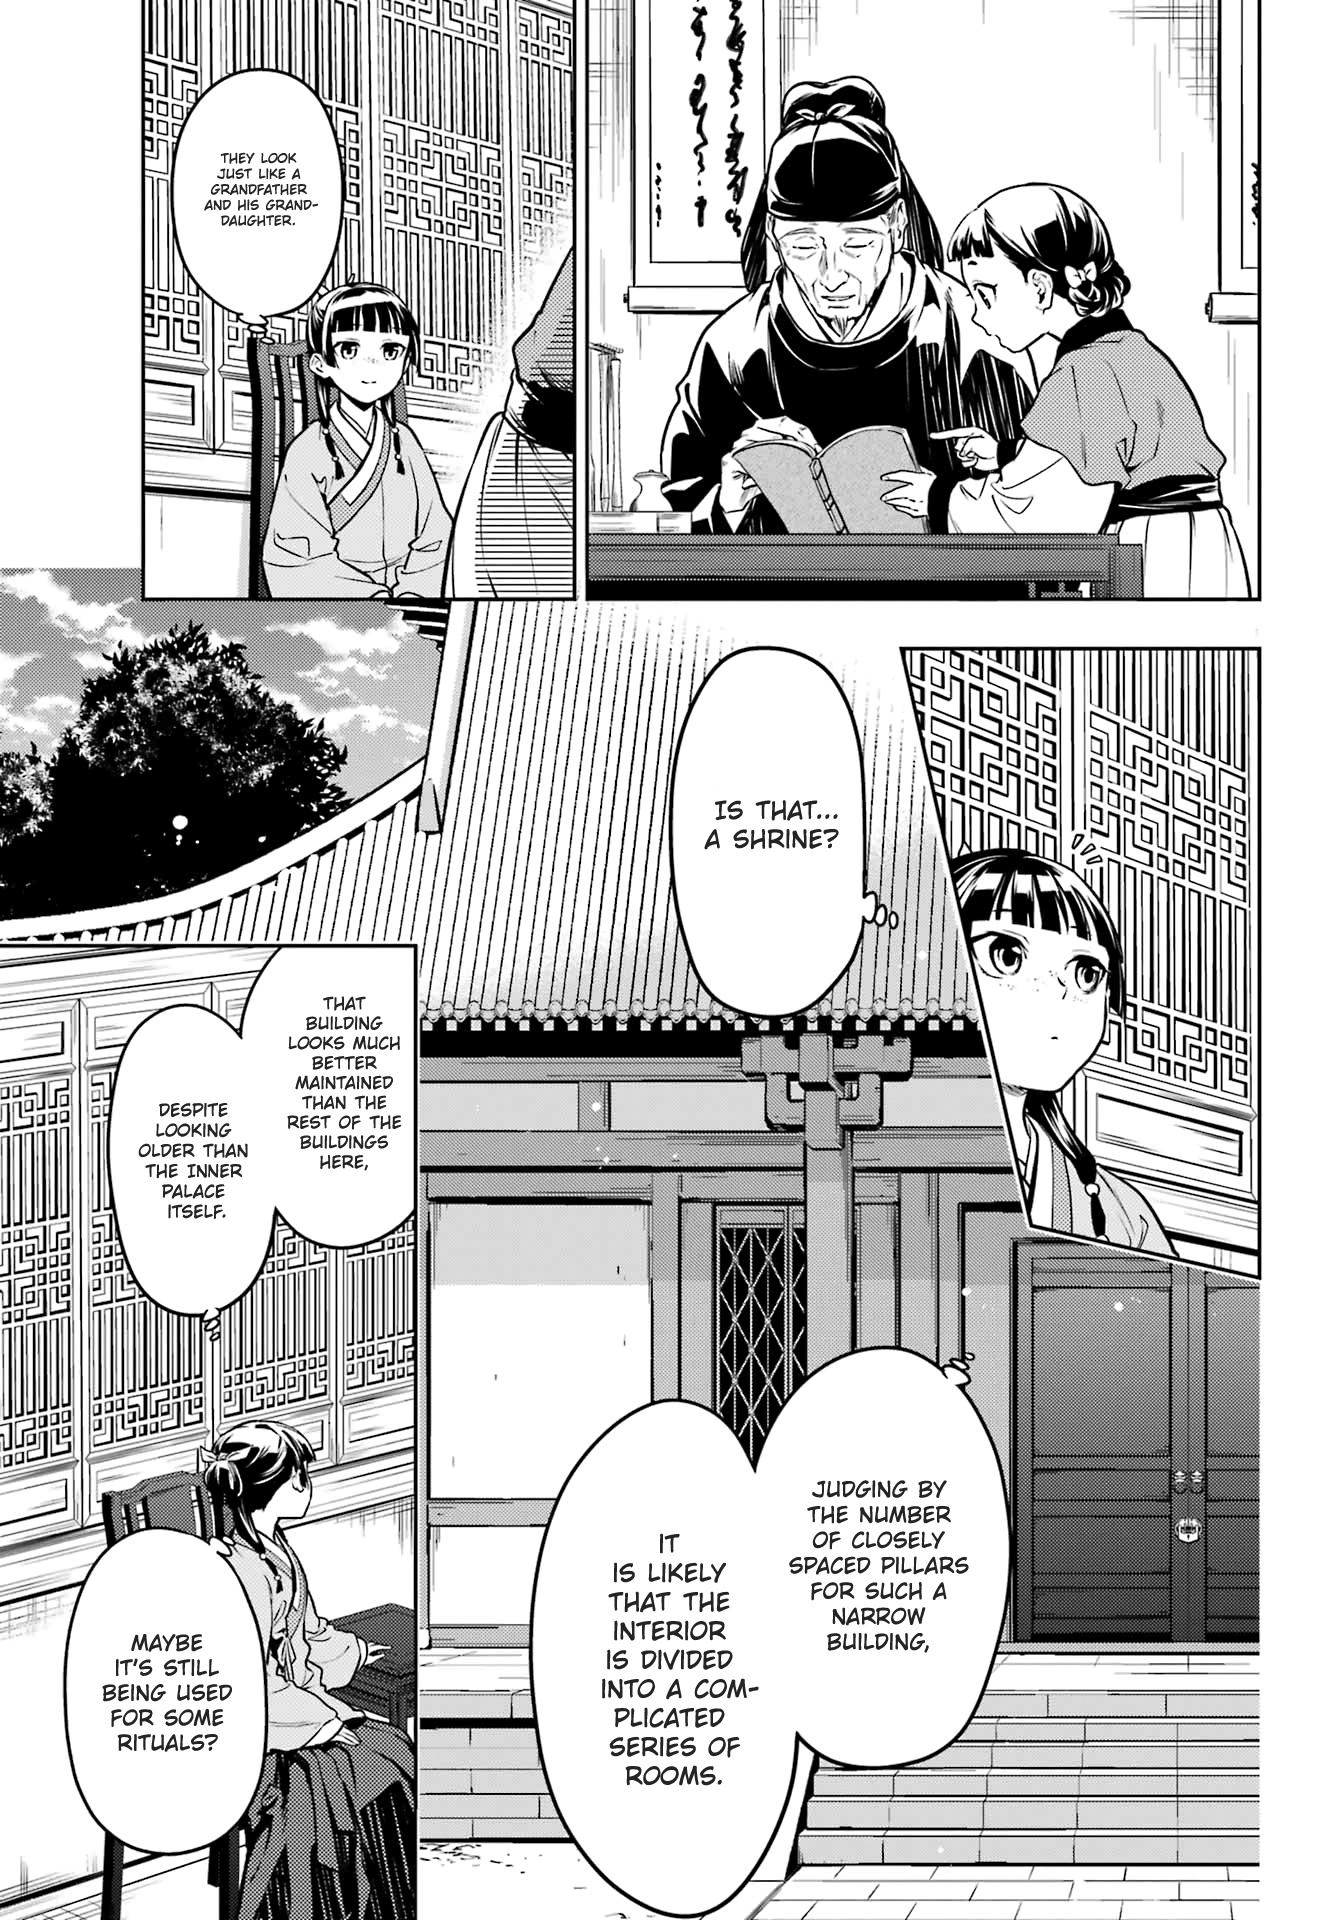 THEY LOOK
JUST LIKE A
GRANDFATHER
AND HIS GRAND-
DAUGHTER.
IS THAT...
A SHRINE?
JUDGING BY
THE NUMBER
OF CLOSELY
SPACED PILLARS
FOR SUCH A
NARROW
BUILDING,
IT
IS LIKELY
THAT THE
INTERIOR
IS DIVIDED
INTO A COM-
PLICATED
SERIES OF
ROOMS.
THAT
BUILDING
LOOKS MUCH
BETTER
MAINTAINED
THAN THE
REST OF THE
BUILDINGS
HERE,
DESPITE
LOOKING
OLDER THAN
THE INNER
PALACE
ITSELF.
MAYBE
IT'S STILL
BEING USED
FOR SOME
RITUALS?